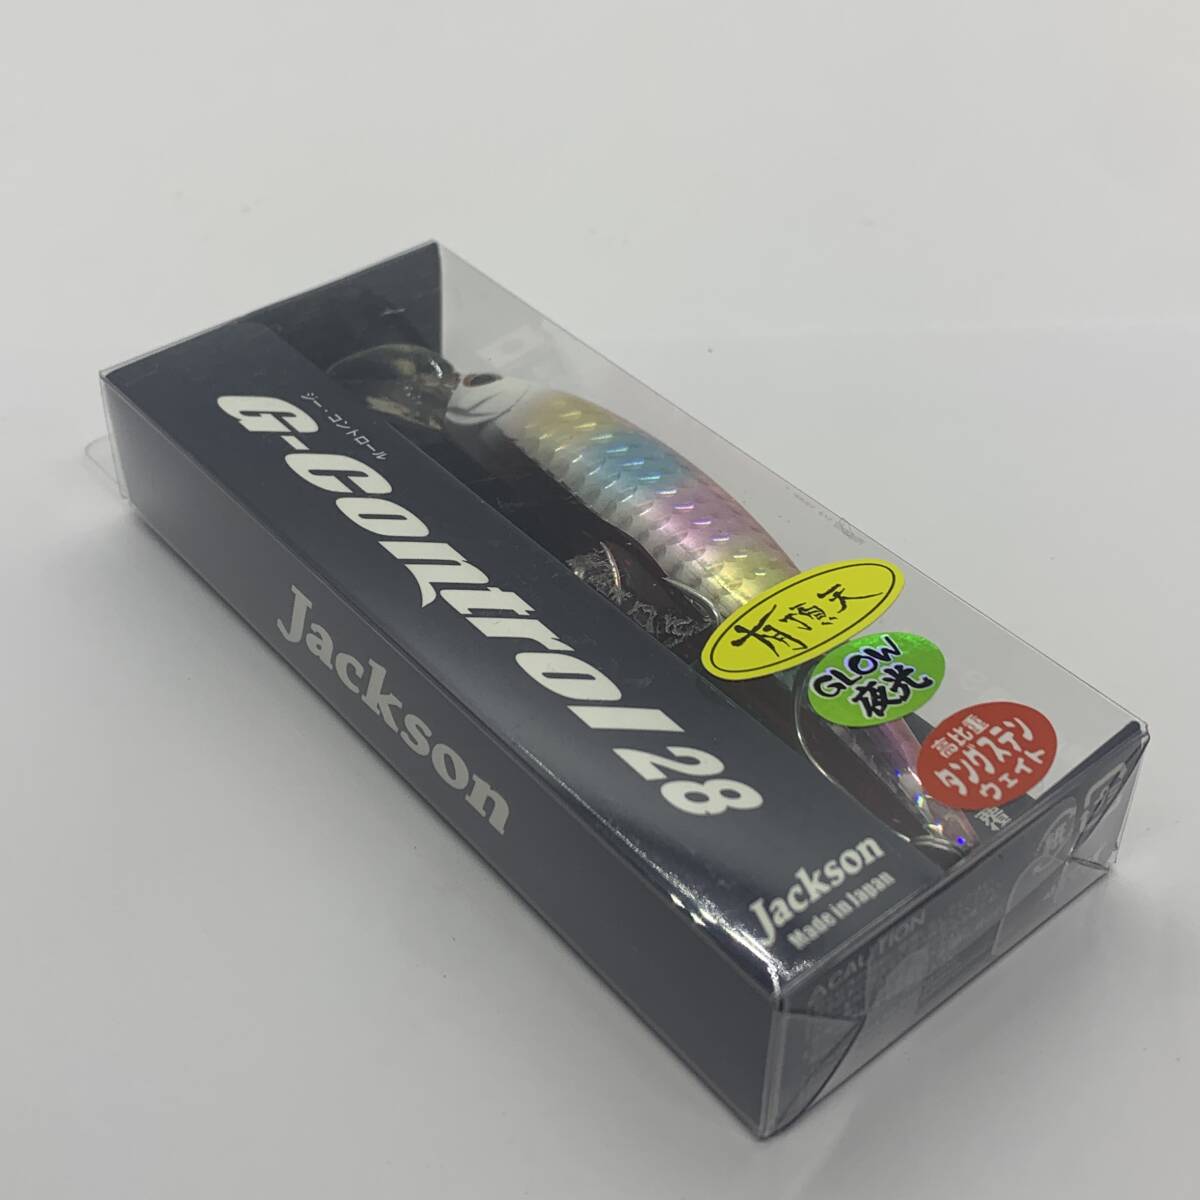 ジー・コントロール
G-Control 28
Jackson
Jackson
Made in Japan
有頂天
GLOW
夜光
高比重
タングステン
ウェイト
CAUTION